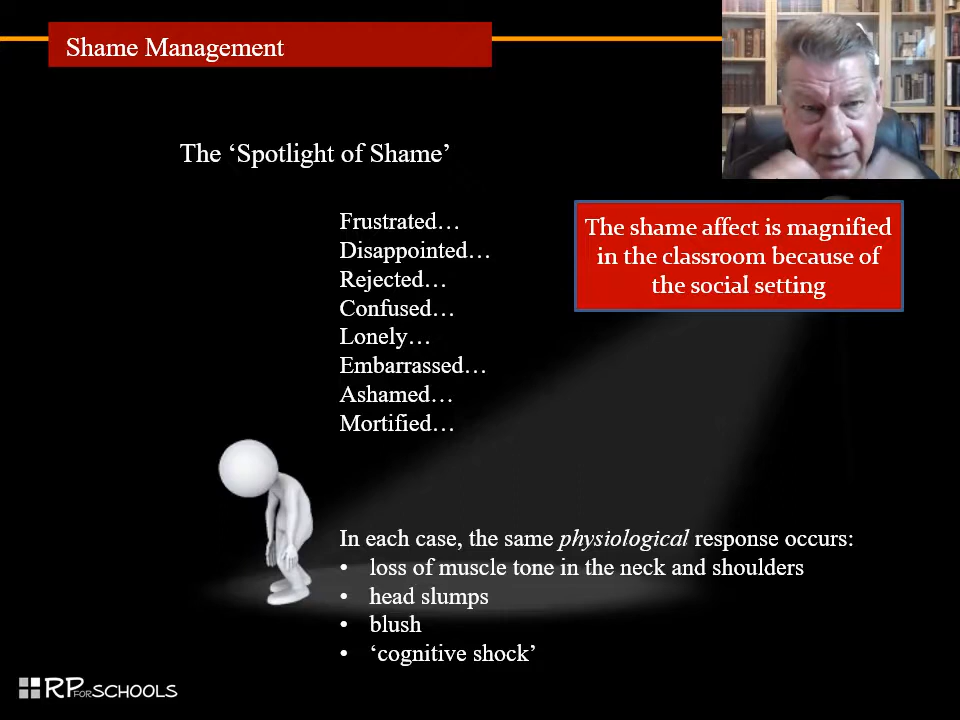 Shame Management
The ‘Spotlight of Shame’
Frustrated…
Disappointed…
Rejected…
Confused…
Lonely…
Embarrassed…
Ashamed…
Mortified…
The shame affect is magnified
in the classroom because of
the social setting
In each case, the same physiological response occurs:
• loss of muscle tone in the neck and shoulders
• head slumps
• blush
• ‘cognitive shock’
RP FOR SCHOOLS